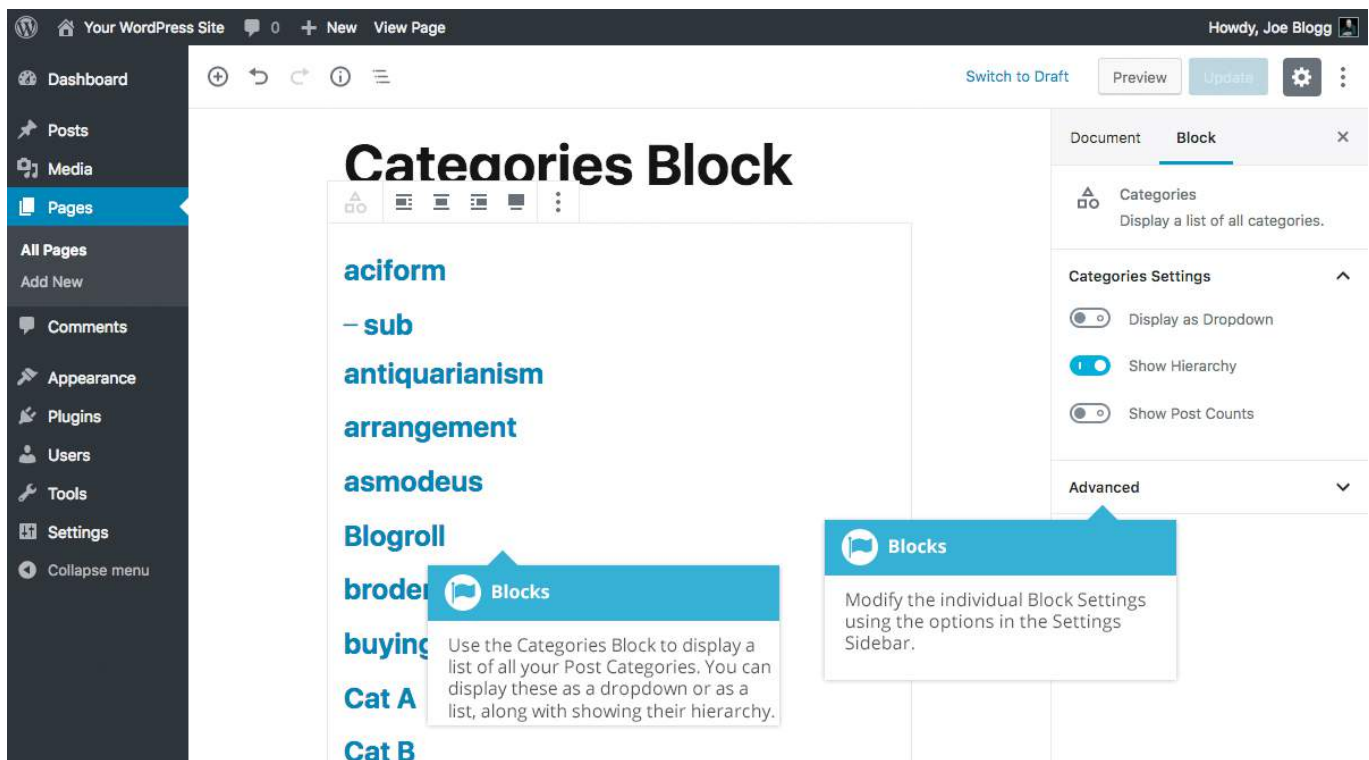 Your WordPress Site 0 New View Page Howdy, Joe Blogg
Dashboard
Posts
Media
Pages
All Pages
Add New
Comments
Appearance
Plugins
Users
Tools
Settings
Collapse menu
Switch to Draft Preview Update
Categories Block
aciform
– sub
antiquarianism
arrangement
asmodeus
Blogroll
buying
Cat A
Cat B
Blocks
Use the Categories Block to display a
list of all your Post Categories. You can
display these as a dropdown or as a
list, along with showing their hierarchy.
Document Block
Categories
Display a list of all categories.
Categories Settings
Display as Dropdown
Show Hierarchy
Show Post Counts
Advanced
Blocks
Modify the individual Block Settings
using the options in the Settings
Sidebar.